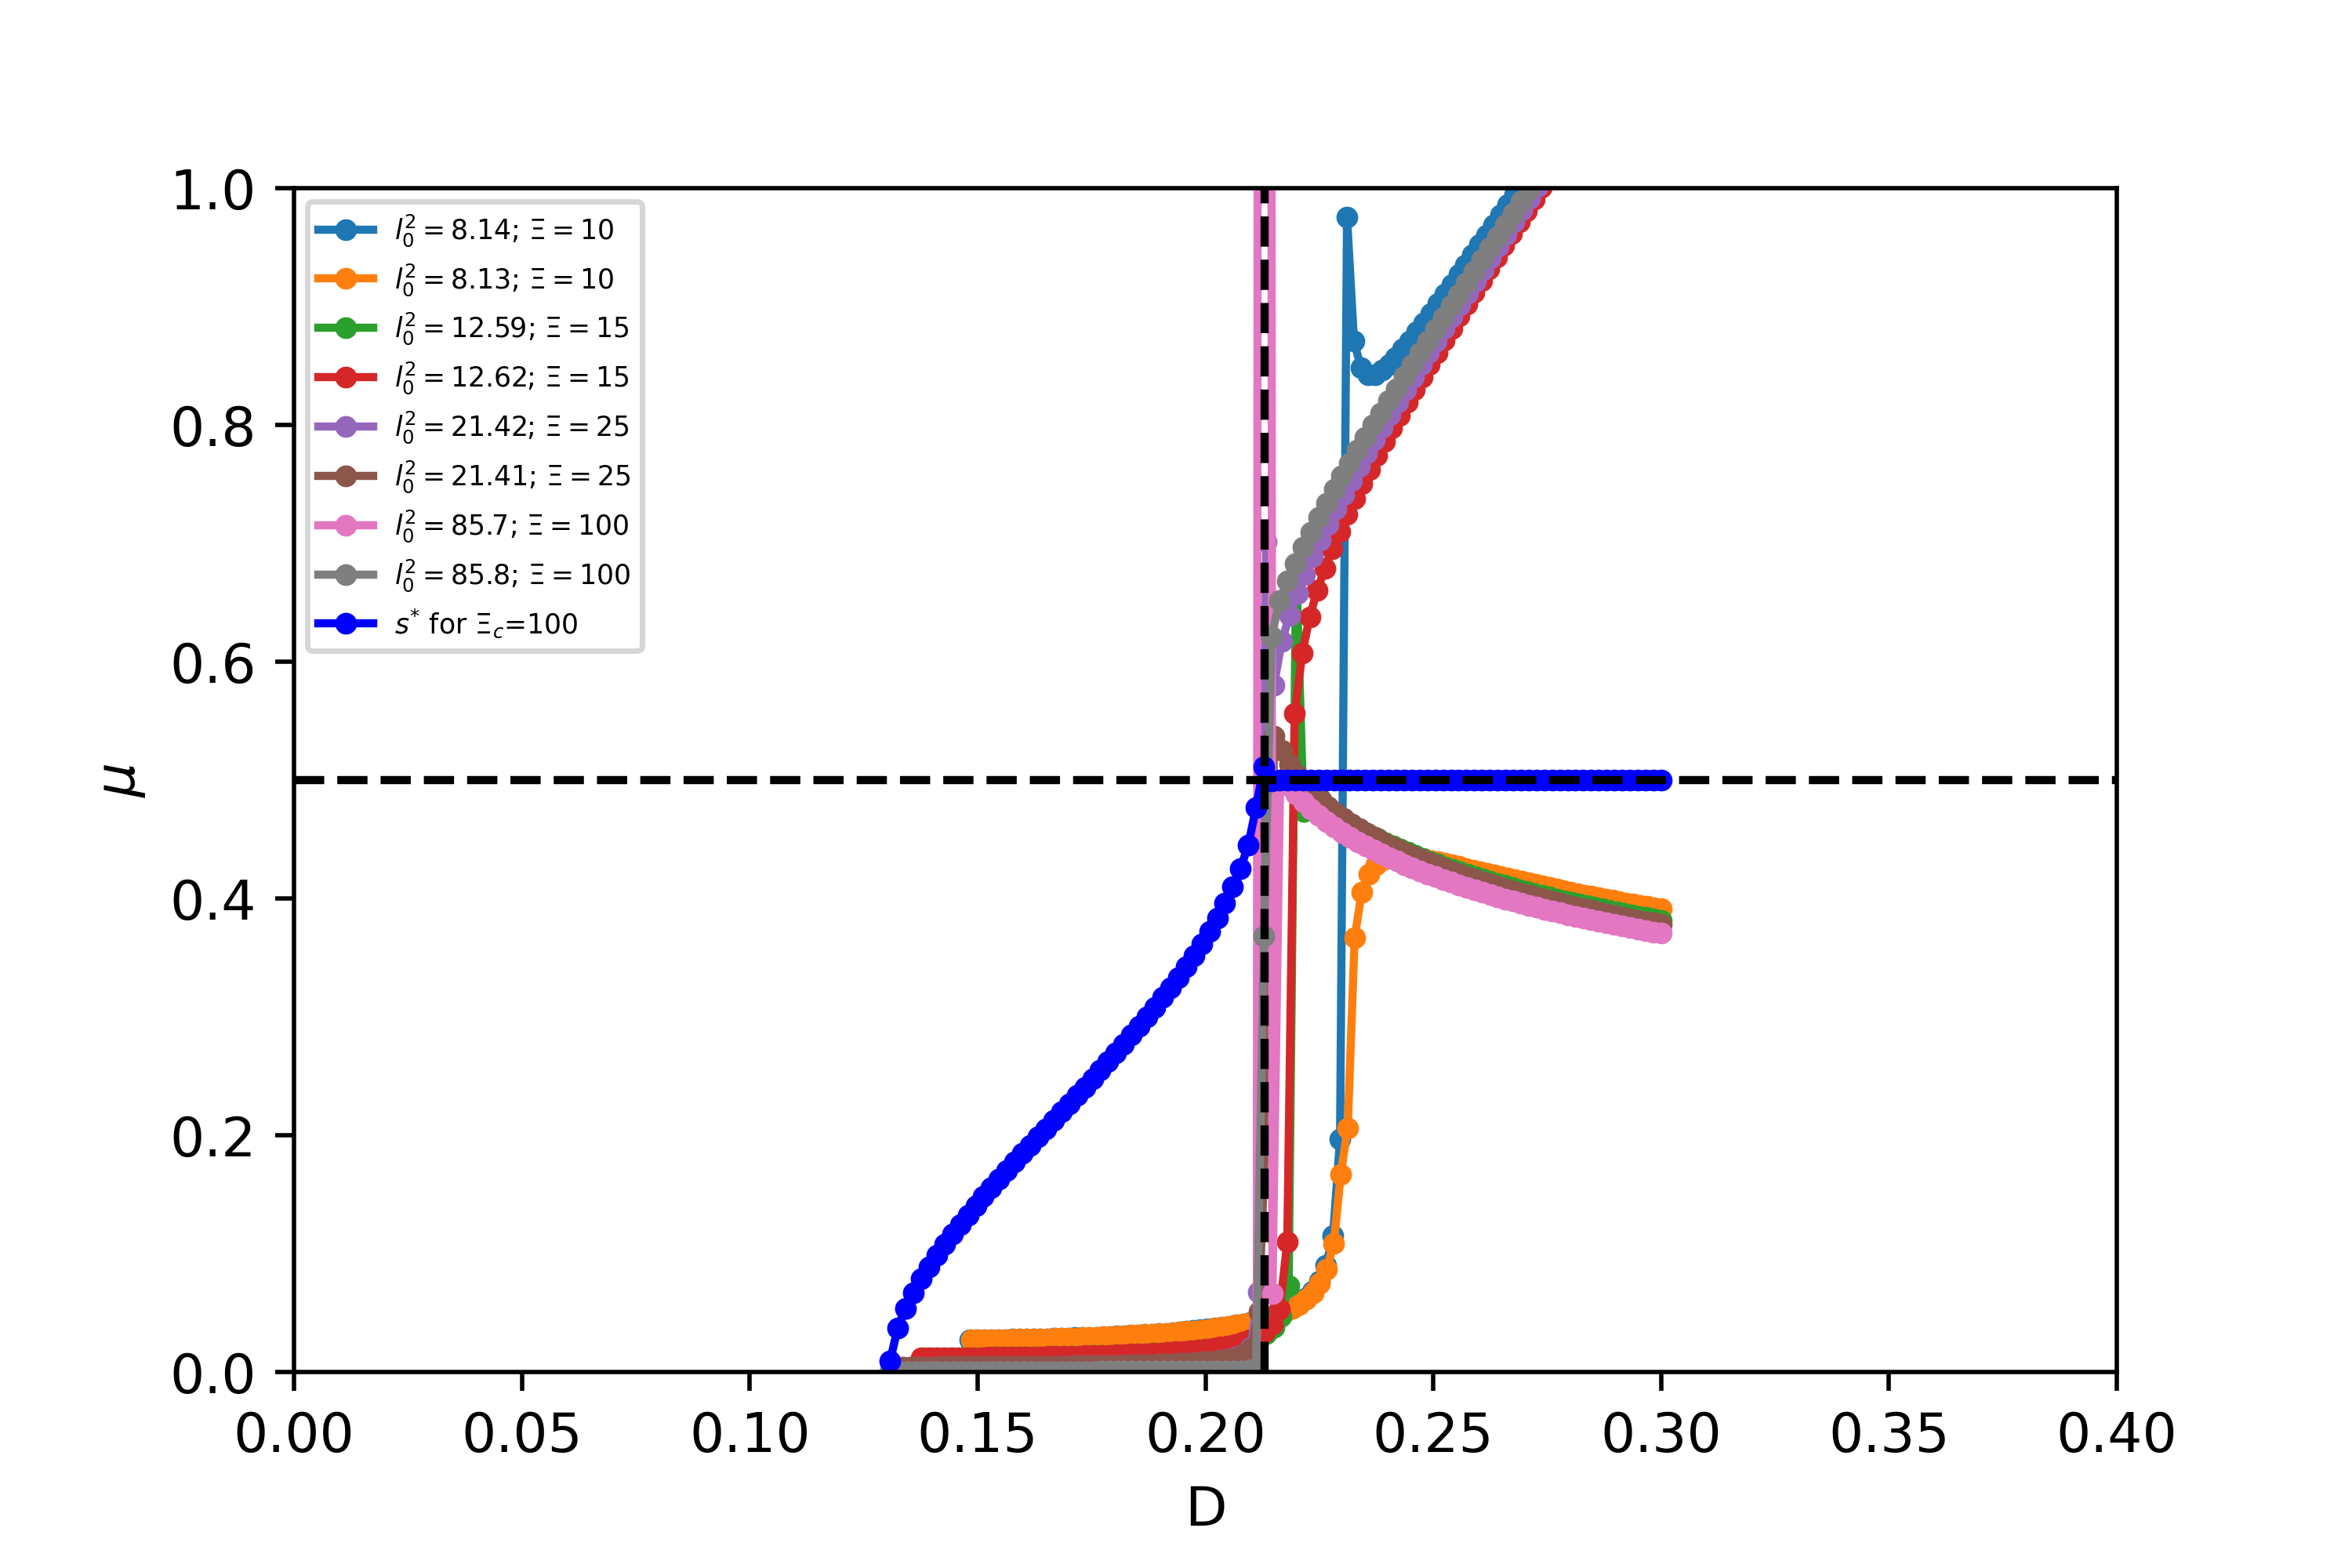 1.0
0.8
0.6
0.4
0.2
0.0
μ
l₀² = 8.14; Ξ = 10
l₀² = 8.13; Ξ = 10
l₀² = 12.59; Ξ = 15
l₀² = 12.62; Ξ = 15
l₀² = 21.42; Ξ = 25
l₀² = 21.41; Ξ = 25
l₀² = 85.7; Ξ = 100
l₀² = 85.8; Ξ = 100
s* for Ξ_c=100
0.00 0.05 0.10 0.15 0.20 0.25 0.30 0.35 0.40
D